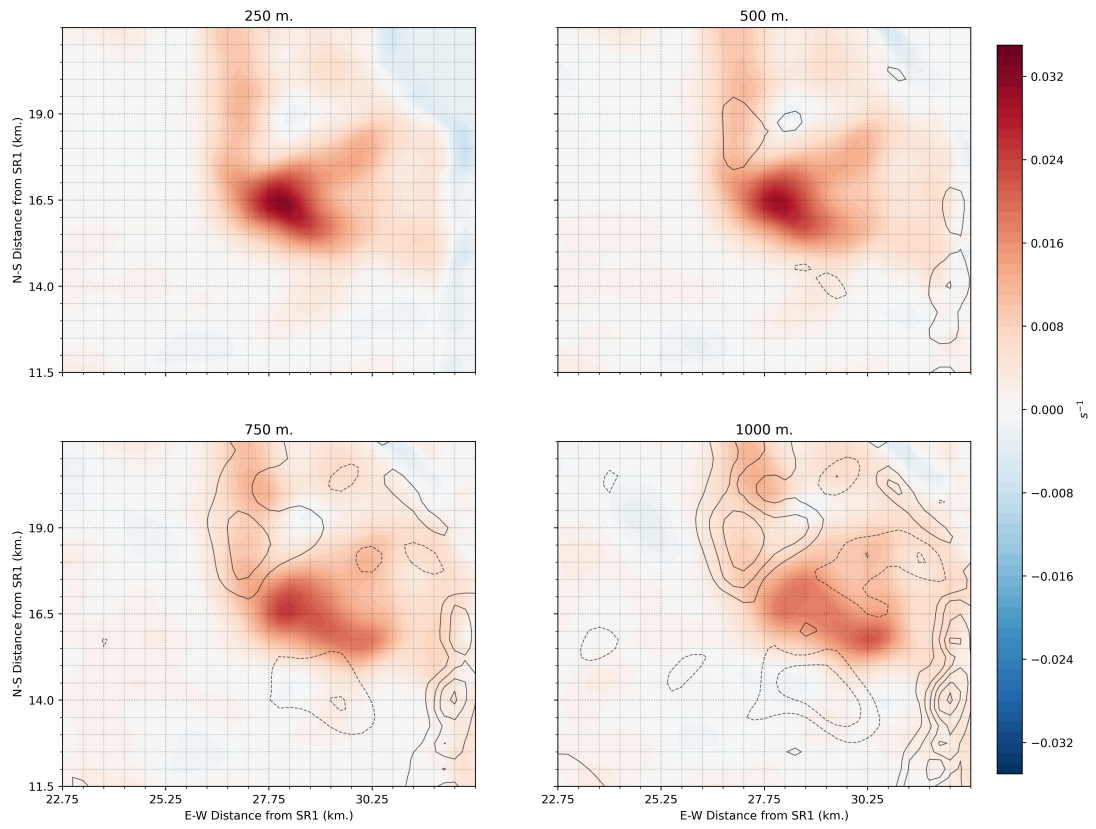 250 m.
500 m.
19.0
16.5
14.0
11.5
N-S Distance from SR1 (km.)
0.032
0.024
0.016
0.008
0.000
−0.008
−0.016
−0.024
−0.032
s⁻¹
750 m.
1000 m.
19.0
16.5
14.0
11.5
N-S Distance from SR1 (km.)
22.75 25.25 27.75 30.25
22.75 25.25 27.75 30.25
E-W Distance from SR1 (km.)
E-W Distance from SR1 (km.)